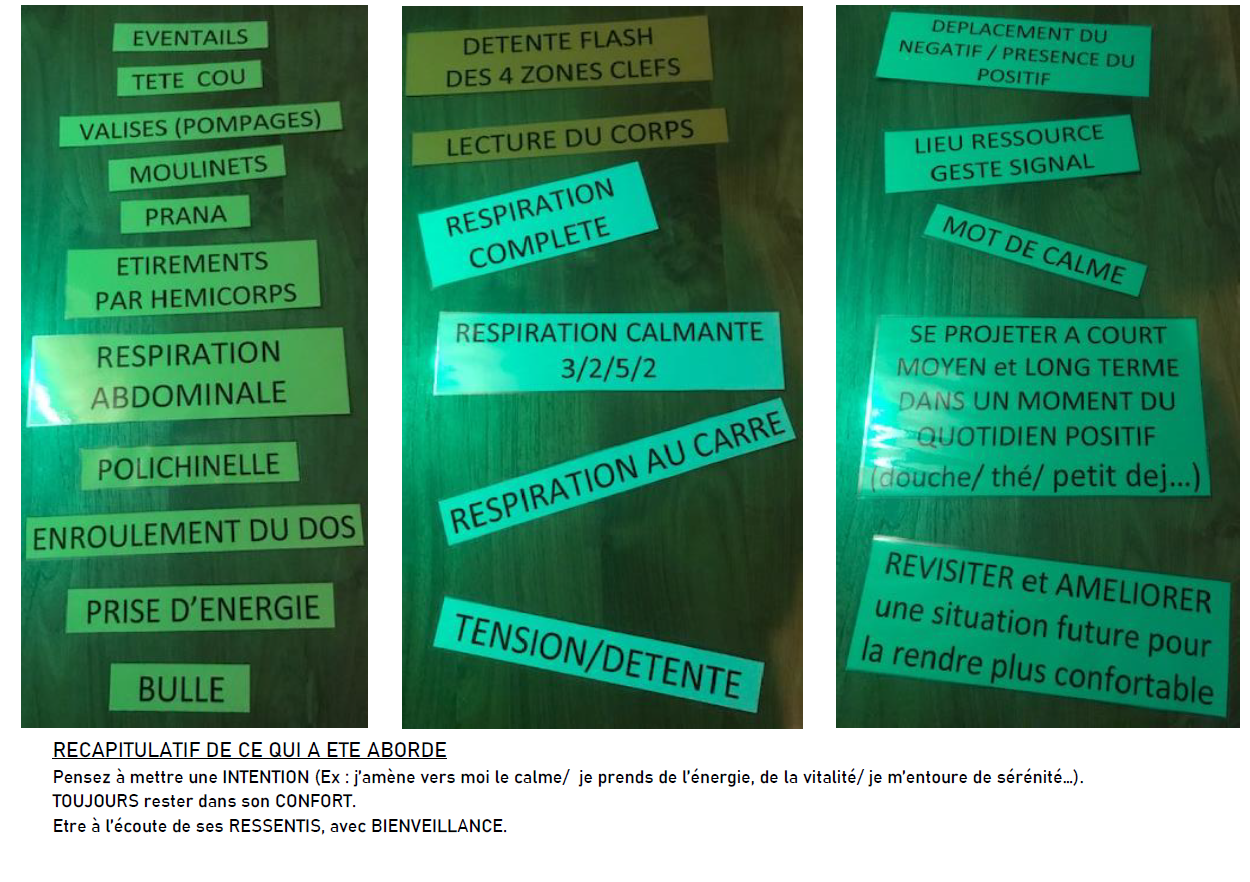 EVENTAILS
TETE COU
VALISES (POMPAGES)
MOULINETS
PRANA
ETIREMENTS
PAR HEMICORPS
RESPIRATION
ABDOMINALE
POLICHINELLE
ENROULEMENT DU DOS
PRISE D'ENERGIE
BULLE
DETENTE FLASH
DES 4 ZONES CLEFS
LECTURE DU CORPS
RESPIRATION
COMPLETE
RESPIRATION CALMANTE
3/2/5/2
RESPIRATION AU CARRE
TENSION/DETENTE
DEPLACEMENT DU
NEGATIF / PRESENCE DU
POSITIF
LIEU RESSOURCE
GESTE SIGNAL
MOT DE CALME
SE PROJETER A COURT
MOYEN et LONG TERME
DANS UN MOMENT DU
QUOTIDIEN POSITIF
(douche/ thé/ petit dej...)
REVISITER et AMELIORER
une situation future pour
la rendre plus confortable
RECAPITULATIF DE CE QUI A ETE ABORDE
Pensez à mettre une INTENTION (Ex : j'amène vers moi le calme/ je prends de l'énergie, de la vitalité/ je m'entoure de sérénité…).
TOUJOURS rester dans son CONFORT.
Etre à l'écoute de ses RESSENTIS, avec BIENVEILLANCE.